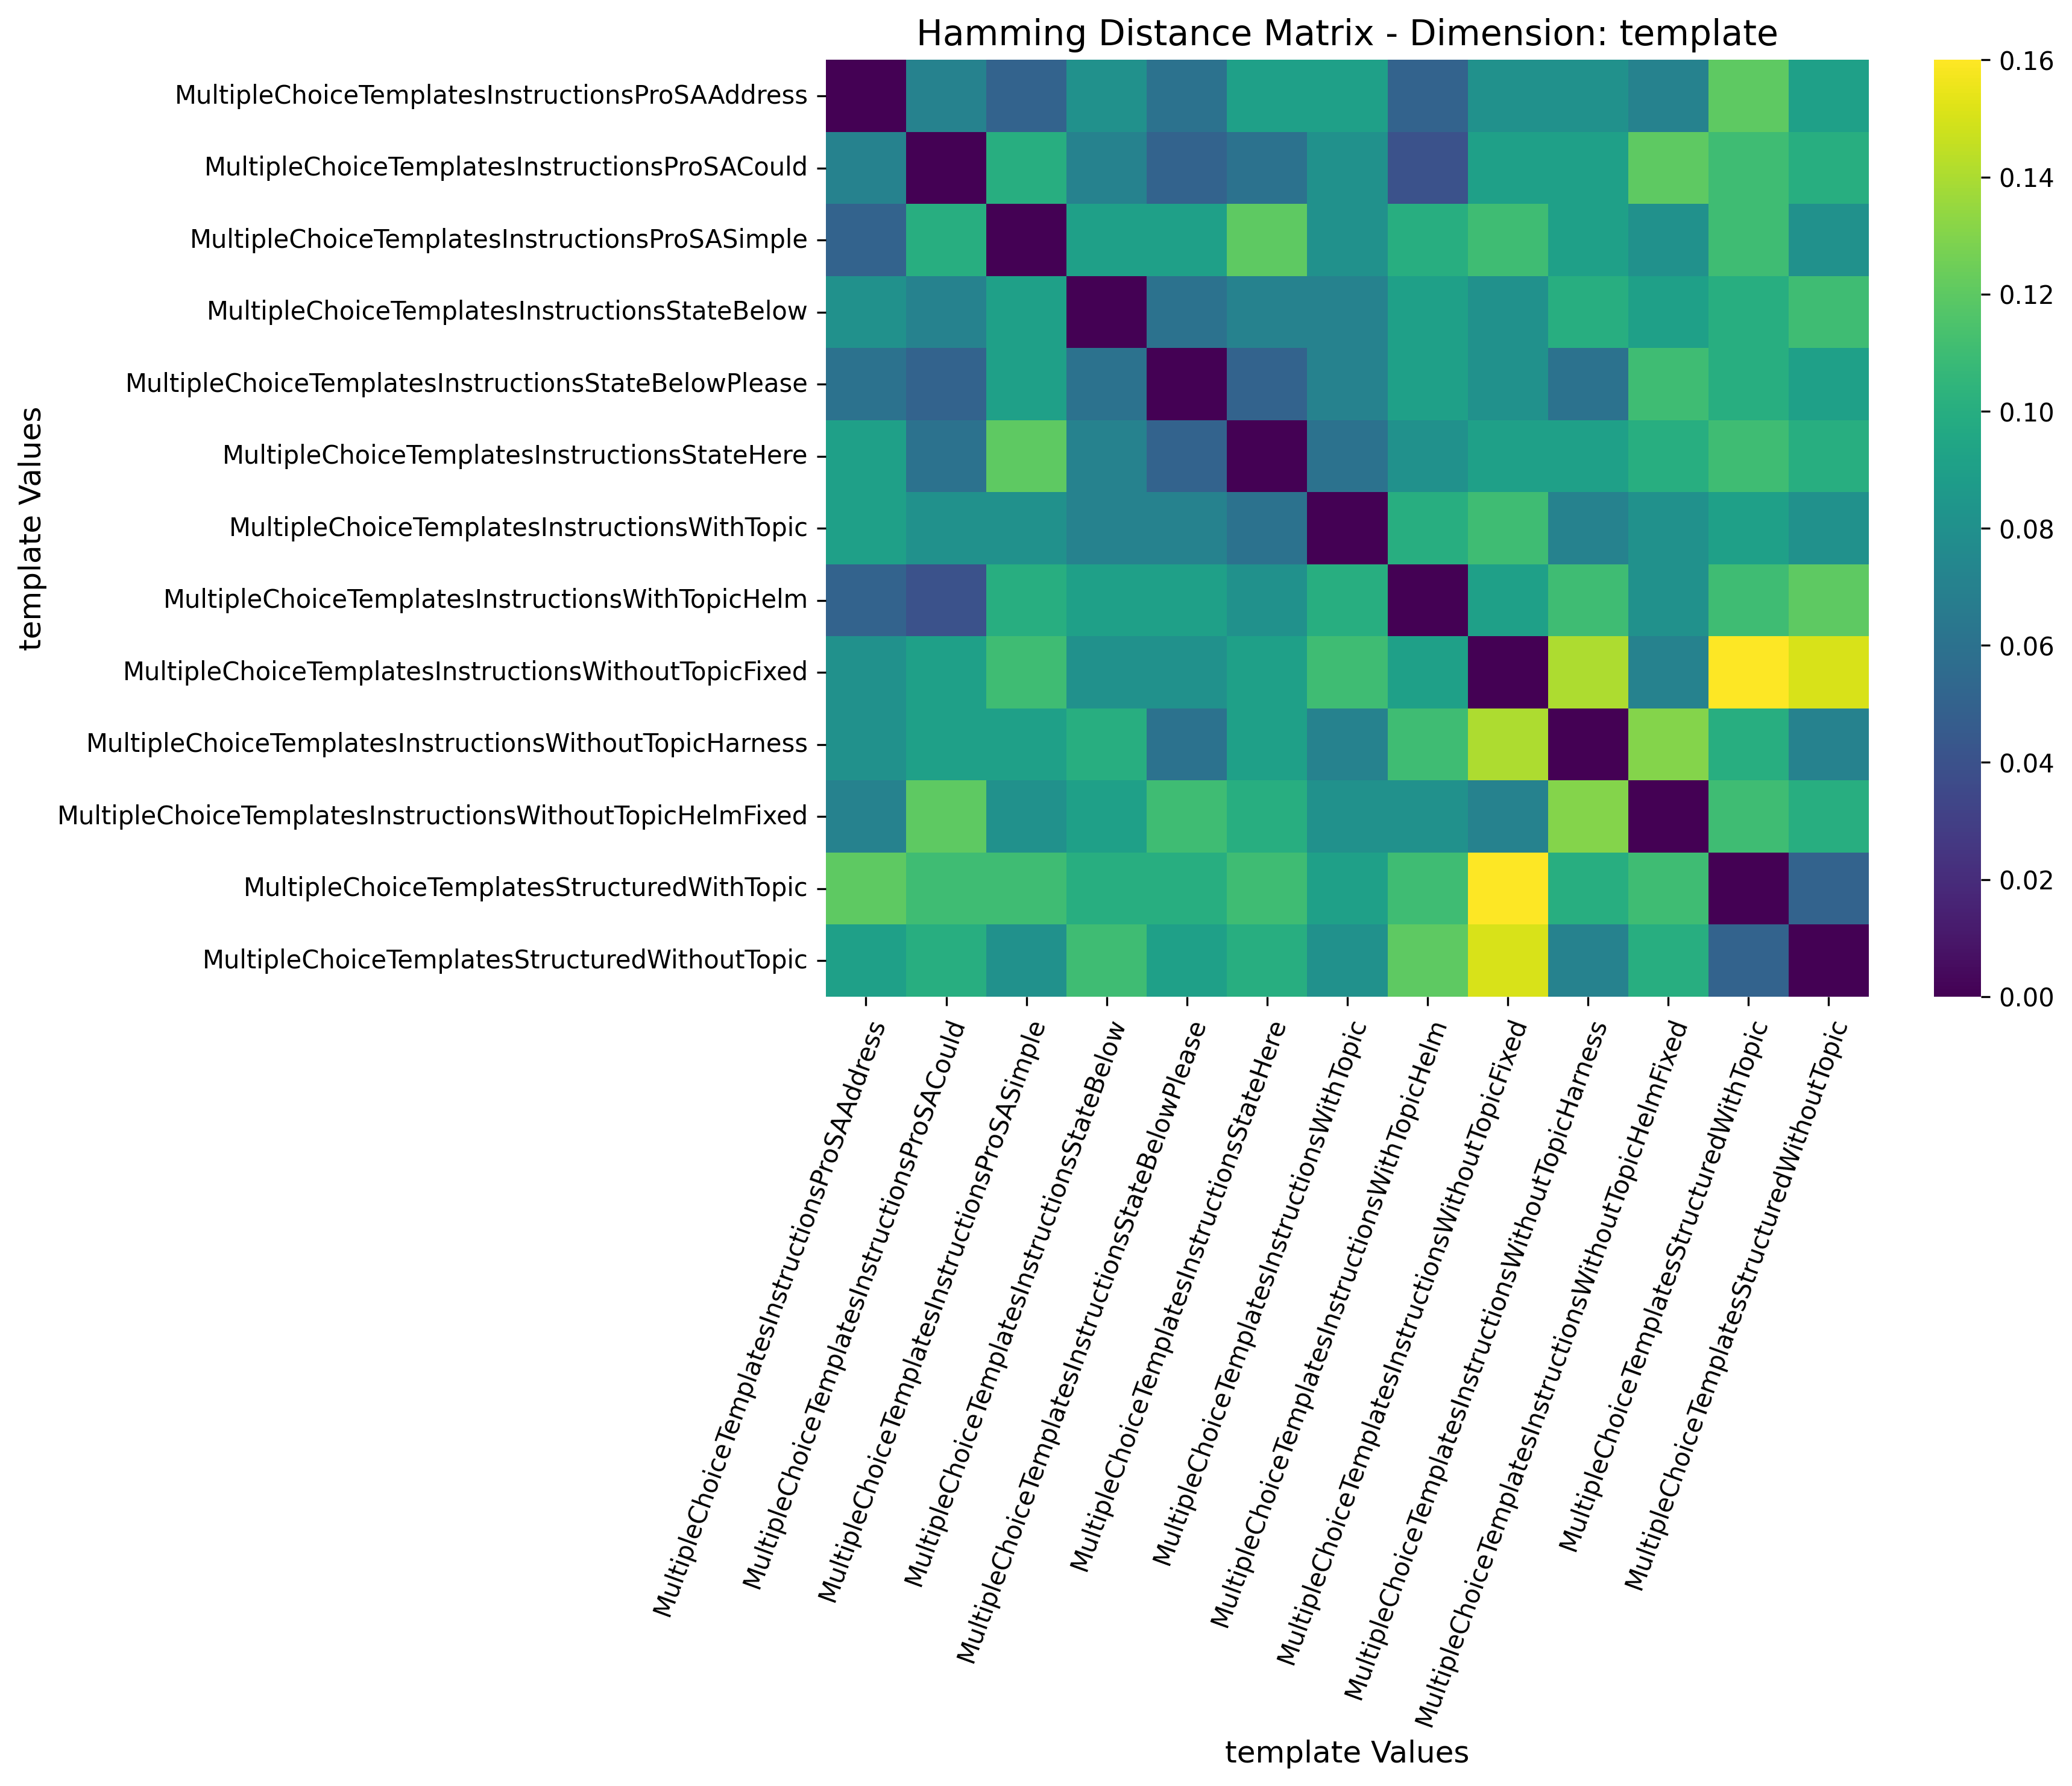 Hamming Distance Matrix - Dimension: template
template Values
MultipleChoiceTemplatesInstructionsProSAAddress
MultipleChoiceTemplatesInstructionsProSACould
MultipleChoiceTemplatesInstructionsProSASimple
MultipleChoiceTemplatesInstructionsStateBelow
MultipleChoiceTemplatesInstructionsStateBelowPlease
MultipleChoiceTemplatesInstructionsStateHere
MultipleChoiceTemplatesInstructionsWithTopic
MultipleChoiceTemplatesInstructionsWithTopicHelm
MultipleChoiceTemplatesInstructionsWithoutTopicFixed
MultipleChoiceTemplatesInstructionsWithoutTopicHarness
MultipleChoiceTemplatesInstructionsWithoutTopicHelmFixed
MultipleChoiceTemplatesStructuredWithTopic
MultipleChoiceTemplatesStructuredWithoutTopic
0.16
0.14
0.12
0.10
0.08
0.06
0.04
0.02
0.00
MultipleChoiceTemplatesInstructionsProSAAddress
MultipleChoiceTemplatesInstructionsProSACould
MultipleChoiceTemplatesInstructionsProSASimple
MultipleChoiceTemplatesInstructionsStateBelow
MultipleChoiceTemplatesInstructionsStateBelowPlease
MultipleChoiceTemplatesInstructionsStateHere
MultipleChoiceTemplatesInstructionsWithTopic
MultipleChoiceTemplatesInstructionsWithTopicHelm
MultipleChoiceTemplatesInstructionsWithoutTopicFixed
MultipleChoiceTemplatesInstructionsWithoutTopicHarness
MultipleChoiceTemplatesInstructionsWithoutTopicHelmFixed
MultipleChoiceTemplatesStructuredWithTopic
MultipleChoiceTemplatesStructuredWithoutTopic
template Values